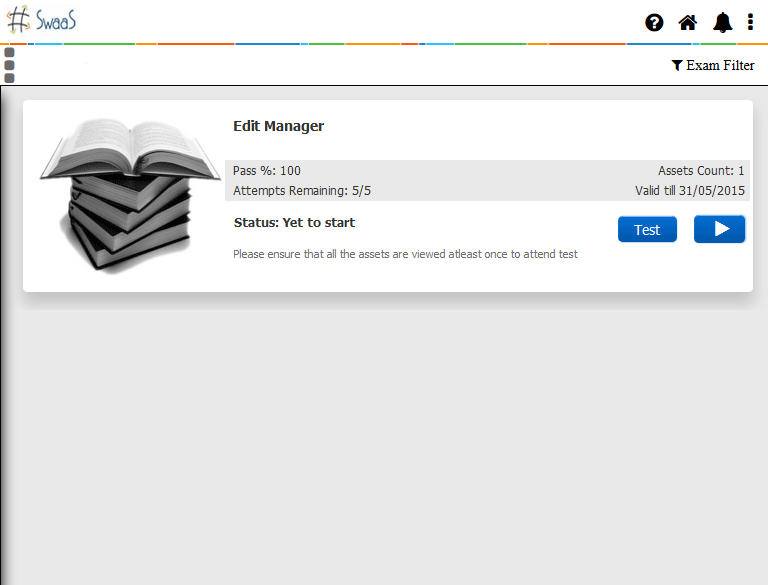 SwaaS
Exam Filter
Edit Manager
Pass %: 100
Assets Count: 1
Attempts Remaining: 5/5
Valid till 31/05/2015
Status: Yet to start
Test
Please ensure that all the assets are viewed atleast once to attend test